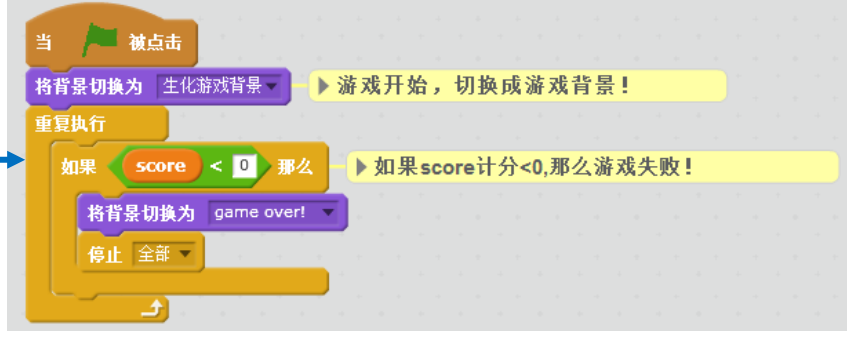 当 被点击
将背景切换为 生化游戏背景 游戏开始，切换成游戏背景！
重复执行
如果 score < 0 那么 如果score计分<0,那么游戏失败！
将背景切换为 game over!
停止 全部